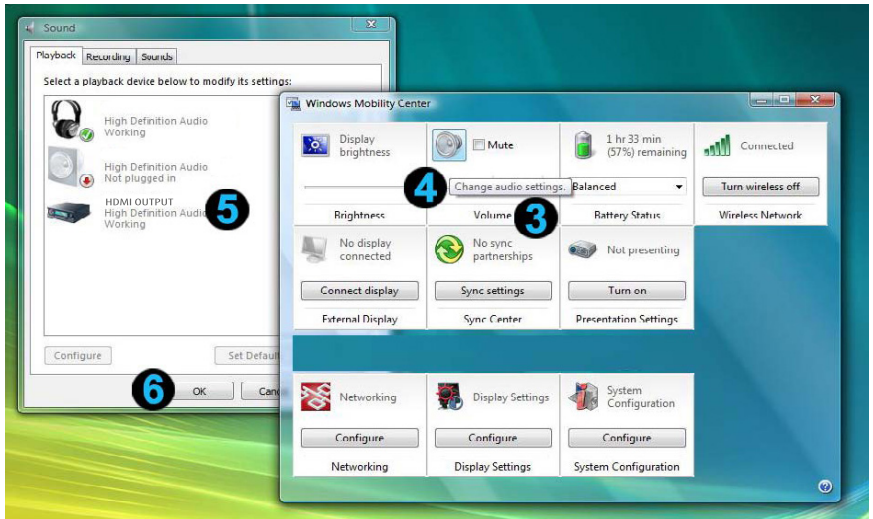 Sound
Playback Recording Sounds
Select a playback device below to modify its settings:
High Definition Audio
Working
High Definition Audio
Not plugged in
HDMI OUTPUT
High Definition Audio
Working
5
Configure
Set Default
6
OK
Windows Mobility Center
Display
brightness
Brightness
Mute
4
Change audio settings.
Volume
3
1 hr 33 min
(57%) remaining
Balanced
Battery Status
Connected
Turn wireless off
Wireless Network
No display
connected
Connect display
External Display
No sync
partnerships
Sync settings
Sync Center
Not presenting
Turn on
Presentation Settings
Networking
Configure
Networking
Display Settings
Configure
Display Settings
System
Configuration
Configure
System Configuration